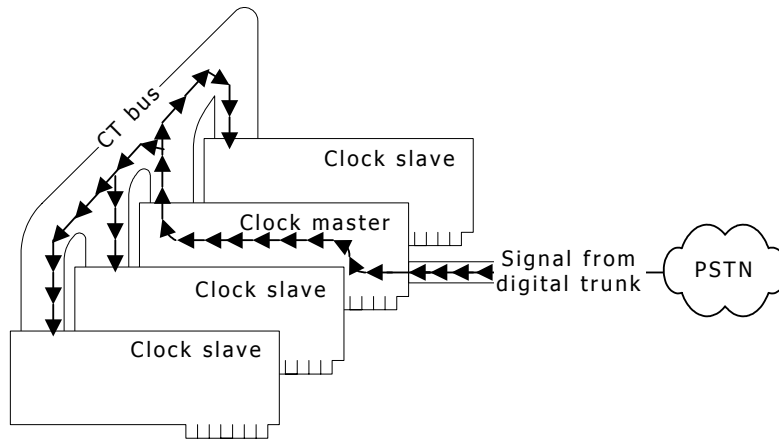 CT bus
Clock slave
Clock master
Signal from
digital trunk
PSTN
Clock slave
Clock slave